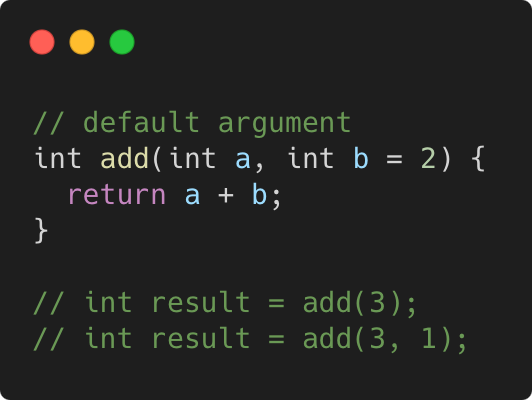 // default argument
int add(int a, int b = 2) {
  return a + b;
}
// int result = add(3);
// int result = add(3, 1);